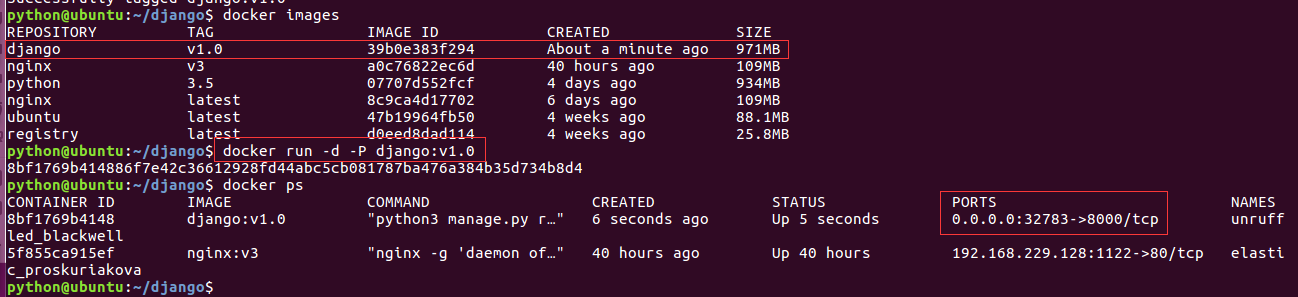 Successfully tagged django:v1.0
python@ubuntu:~/django$ docker images
REPOSITORY TAG IMAGE ID CREATED SIZE
django v1.0 39b0e383f294 About a minute ago 971MB
nginx v3 a0c76822ec6d 40 hours ago 109MB
python 3.5 07707d552fcf 4 days ago 934MB
nginx latest 8c9ca4d17702 6 days ago 109MB
ubuntu latest 47b19964fb50 4 weeks ago 88.1MB
registry latest d0eed8dad114 4 weeks ago 25.8MB
python@ubuntu:~/django$ docker run -d -P django:v1.0
8bf1769b414886f7e42c36612928fd44abc5cb081787ba476a384b35d734b8d4
python@ubuntu:~/django$ docker ps
CONTAINER ID IMAGE COMMAND CREATED STATUS PORTS NAMES
8bf1769b4148 django:v1.0 "python3 manage.py r…" 6 seconds ago Up 5 seconds 0.0.0.0:32783->8000/tcp unruff
led_blackwell
5f855ca915ef nginx:v3 "nginx -g 'daemon of…" 40 hours ago Up 40 hours 192.168.229.128:1122->80/tcp elasti
c_proskuriakova
python@ubuntu:~/django$